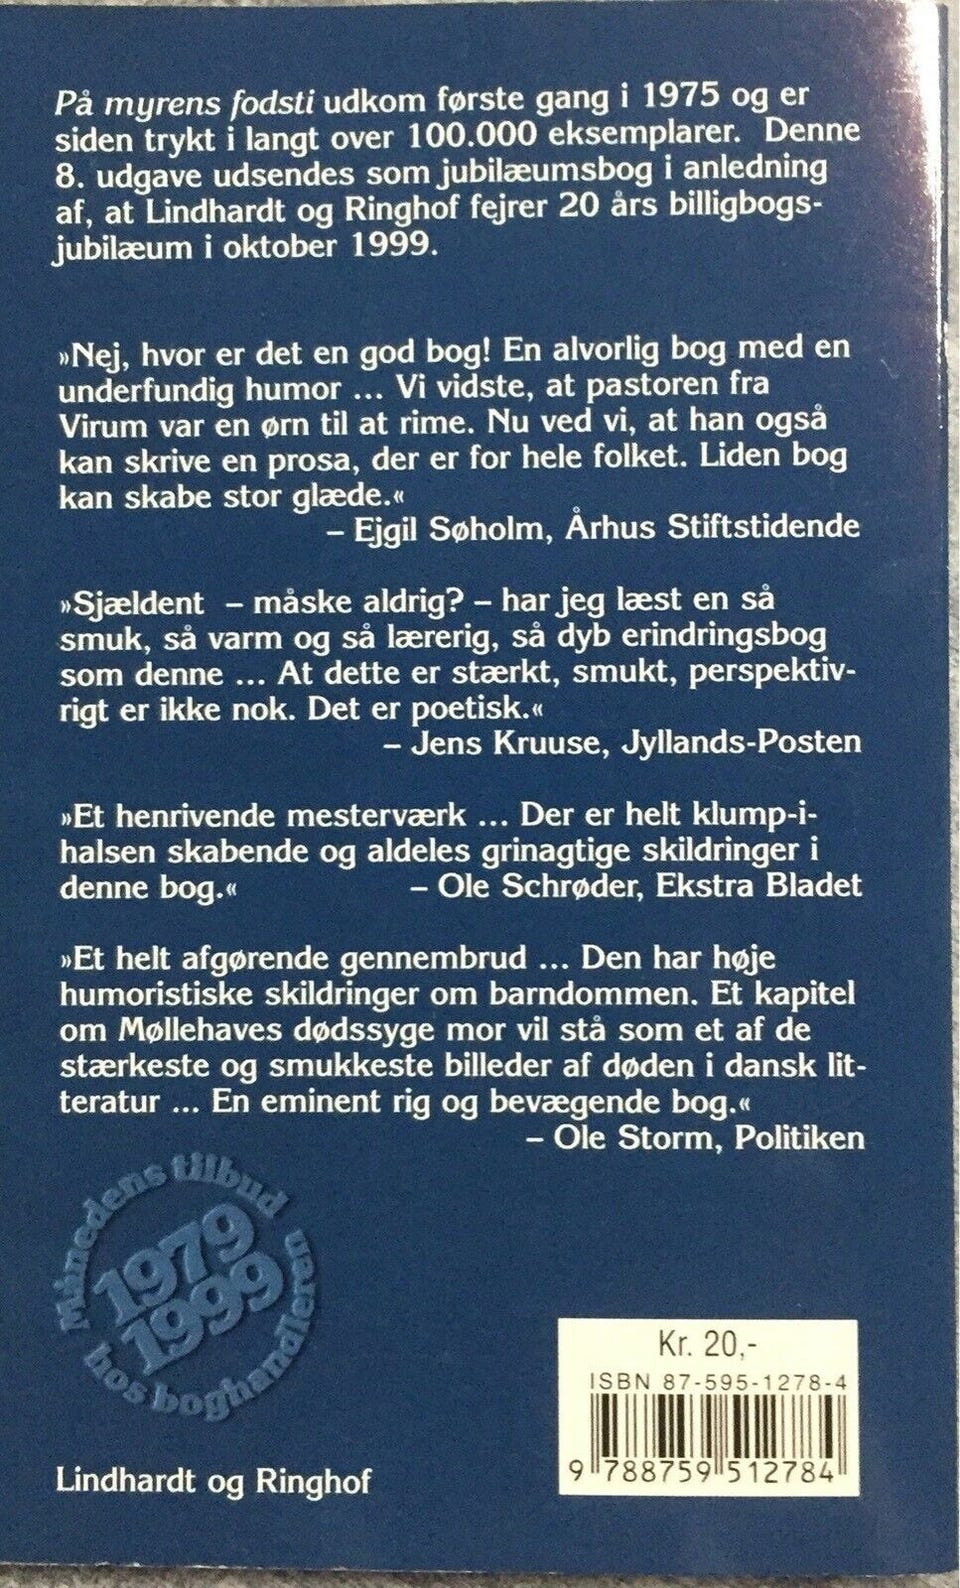 På myrens fodsti udkom første gang i 1975 og er
siden trykt i langt over 100.000 eksemplarer. Denne
8. udgave udsendes som jubilæumsbog i anledning
af, at Lindhardt og Ringhof fejrer 20 års billigbogs-
jubilæum i oktober 1999.
»Nej, hvor er det en god bog! En alvorlig bog med en
underfundig humor ... Vi vidste, at pastoren fra
Virum var en ørn til at rime. Nu ved vi, at han også
kan skrive en prosa, der er for hele folket. Liden bog
kan skabe stor glæde.«
– Ejgil Søholm, Århus Stiftstidende
»Sjældent – måske aldrig? – har jeg læst en så
smuk, så varm og så lærerig, så dyb erindringsbog
som denne ... At dette er stærkt, smukt, perspektiv-
rigt er ikke nok. Det er poetisk.«
– Jens Kruuse, Jyllands-Posten
»Et henrivende mesterværk ... Der er helt klump-i-
halsen skabende og aldeles grinagtige skildringer i
denne bog.« – Ole Schrøder, Ekstra Bladet
»Et helt afgørende gennembrud ... Den har høje
humoristiske skildringer om barndommen. Et kapitel
om Møllehaves dødssyge mor vil stå som et af de
stærkeste og smukkeste billeder af døden i dansk lit-
teratur ... En eminent rig og bevægende bog.«
– Ole Storm, Politiken
Månedens tilbud
1979
1999
hos boghandleren
Kr. 20,-
ISBN 87-595-1278-4
9 788759 512784
Lindhardt og Ringhof